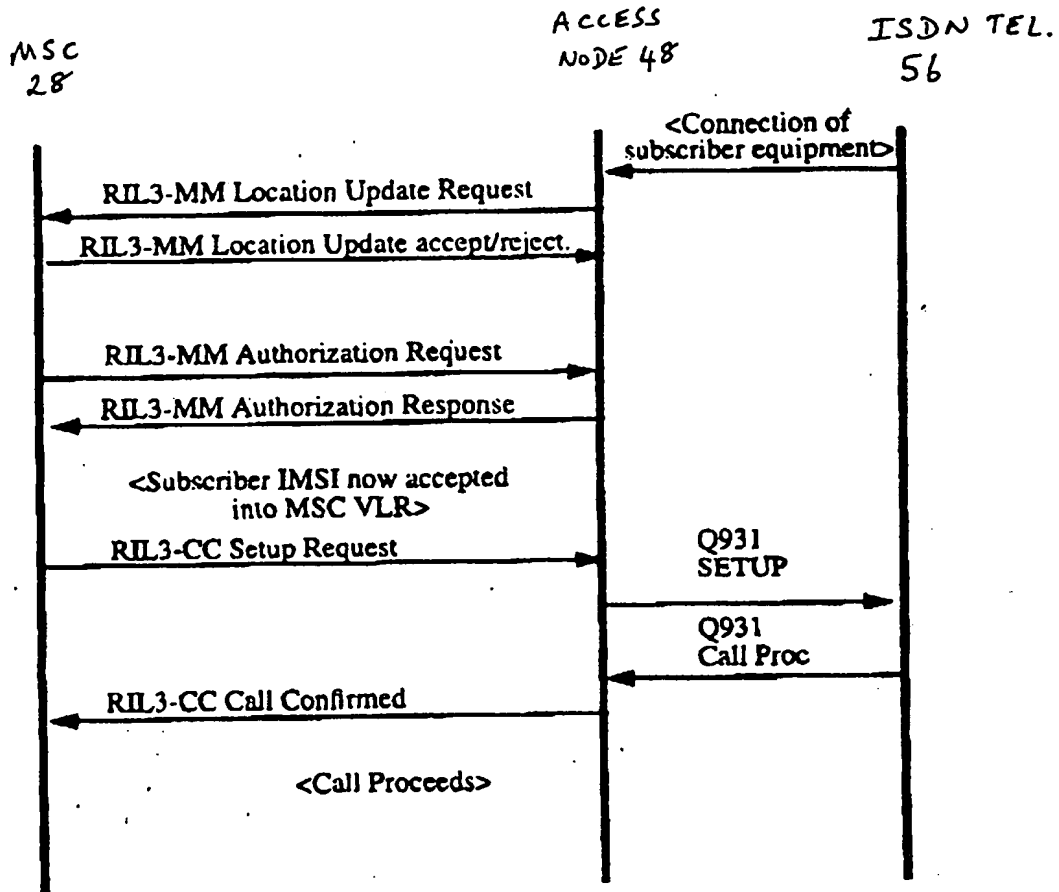 MSC
28
ACCESS
NODE 48
ISDN TEL.
56
<Connection of
subscriber equipment>
RIL3-MM Location Update Request
RIL3-MM Location Update accept/reject.
RIL3-MM Authorization Request
RIL3-MM Authorization Response
<Subscriber IMSI now accepted
into MSC VLR>
RIL3-CC Setup Request
Q931
SETUP
Q931
Call Proc
RIL3-CC Call Confirmed
<Call Proceeds>